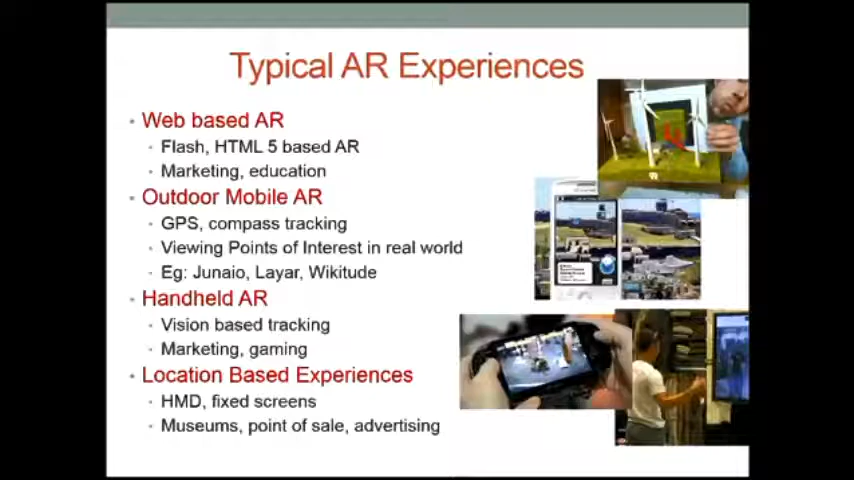 Typical AR Experiences
• Web based AR
• Flash, HTML 5 based AR
• Marketing, education
• Outdoor Mobile AR
• GPS, compass tracking
• Viewing Points of Interest in real world
• Eg: Junaio, Layar, Wikitude
• Handheld AR
• Vision based tracking
• Marketing, gaming
• Location Based Experiences
• HMD, fixed screens
• Museums, point of sale, advertising